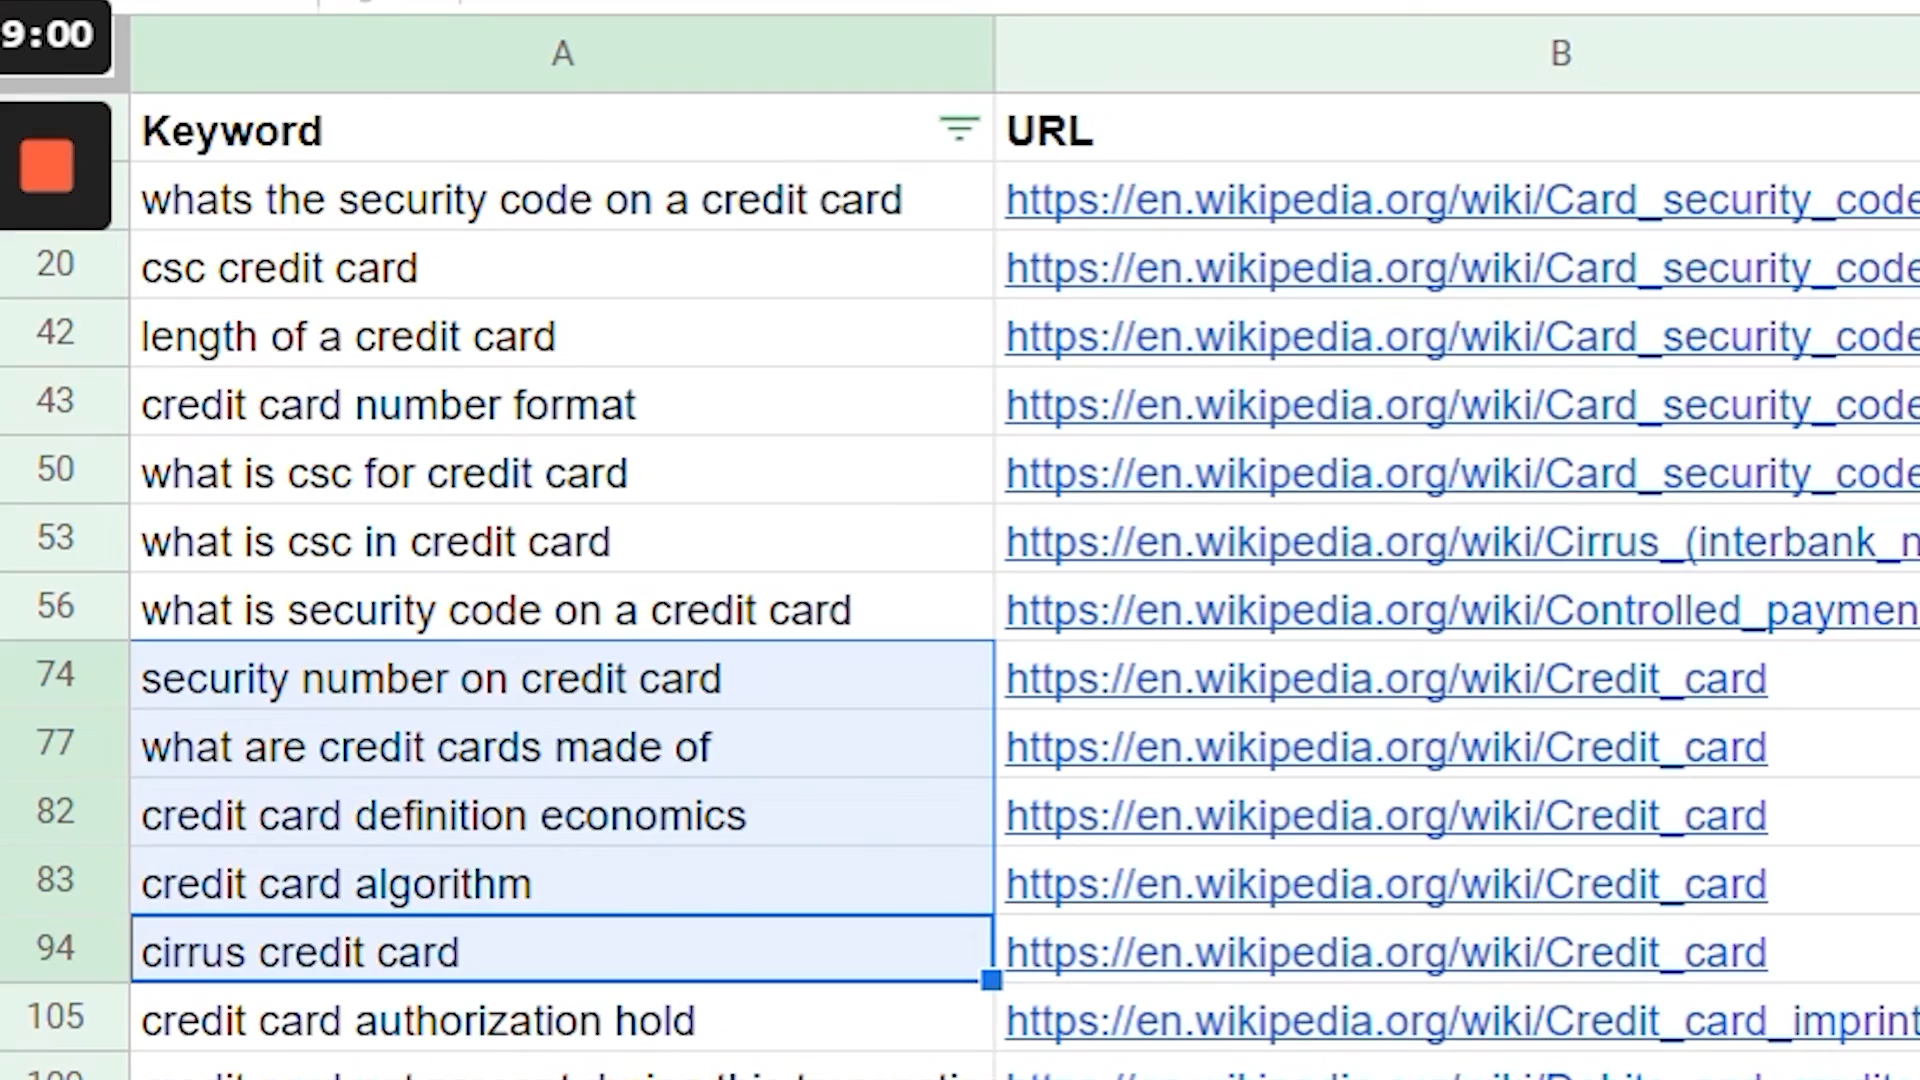 9:00
A B
Keyword URL
whats the security code on a credit card https://en.wikipedia.org/wiki/Card_security_code
20 csc credit card https://en.wikipedia.org/wiki/Card_security_code
42 length of a credit card https://en.wikipedia.org/wiki/Card_security_code
43 credit card number format https://en.wikipedia.org/wiki/Card_security_code
50 what is csc for credit card https://en.wikipedia.org/wiki/Card_security_code
53 what is csc in credit card https://en.wikipedia.org/wiki/Cirrus_(interbank_n
56 what is security code on a credit card https://en.wikipedia.org/wiki/Controlled_paymen
74 security number on credit card https://en.wikipedia.org/wiki/Credit_card
77 what are credit cards made of https://en.wikipedia.org/wiki/Credit_card
82 credit card definition economics https://en.wikipedia.org/wiki/Credit_card
83 credit card algorithm https://en.wikipedia.org/wiki/Credit_card
94 cirrus credit card https://en.wikipedia.org/wiki/Credit_card
105 credit card authorization hold https://en.wikipedia.org/wiki/Credit_card_imprint